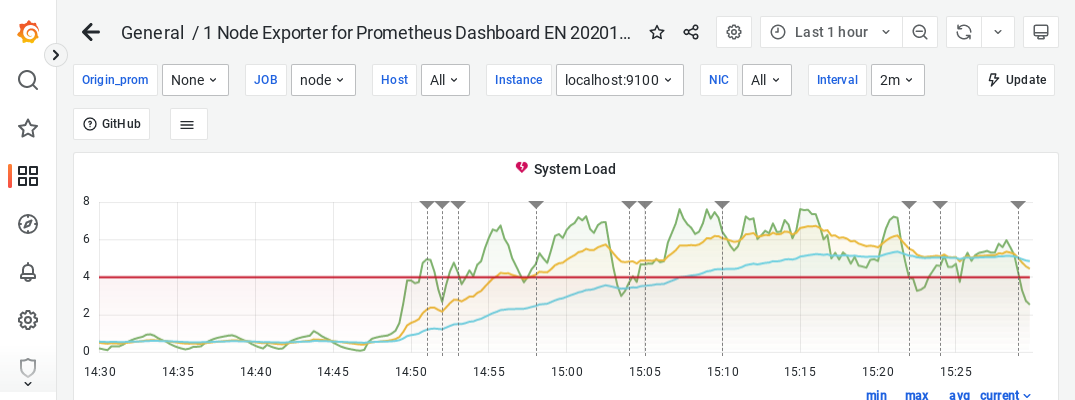 General / 1 Node Exporter for Prometheus Dashboard EN 20201... Last 1 hour
Origin_prom None JOB node Host All Instance localhost:9100 NIC All Interval 2m Update
GitHub
System Load
8
6
4
2
0
14:30 14:35 14:40 14:45 14:50 14:55 15:00 15:05 15:10 15:15 15:20 15:25
min max avg current